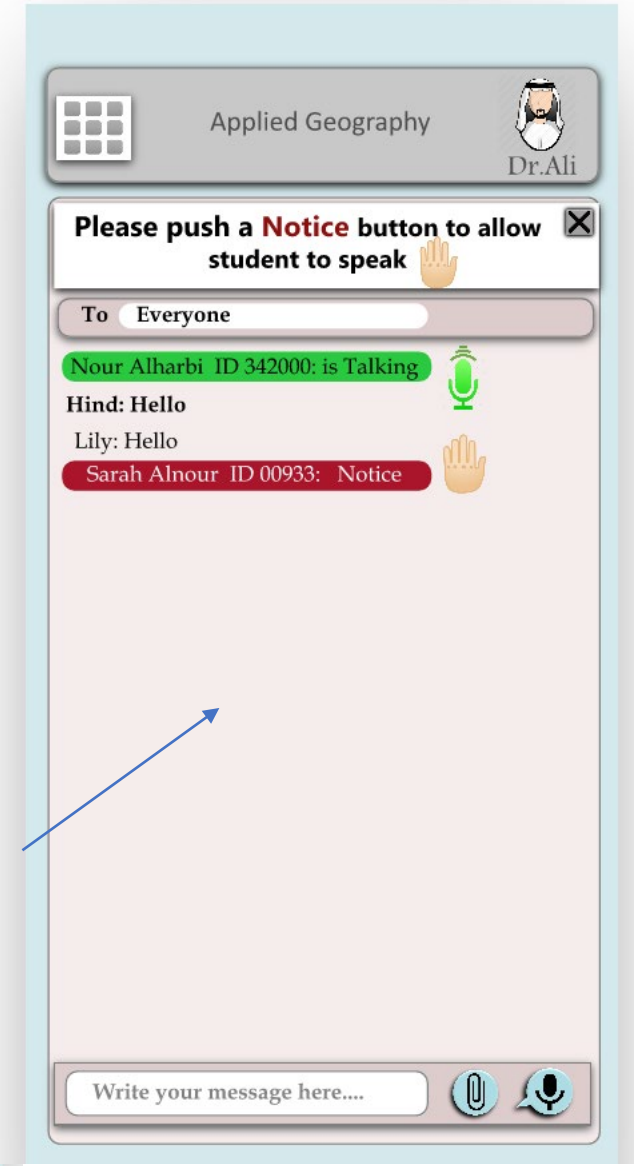 Applied Geography
Dr.Ali
Please push a Notice button to allow
student to speak
To Everyone
Nour Alharbi ID 342000: is Talking
Hind: Hello
Lily: Hello
Sarah Alnour ID 00933: Notice
Write your message here....